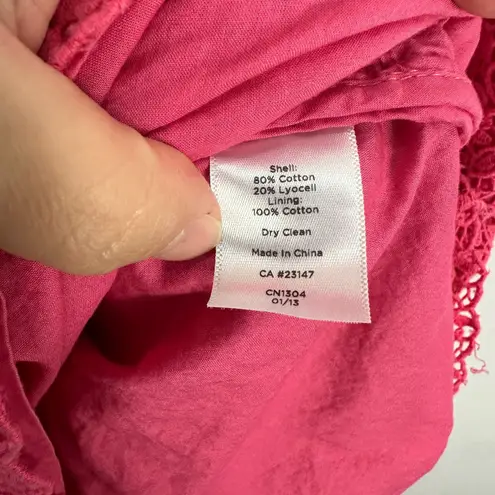 Shell:
80% Cotton
20% Lyocell
Lining:
100% Cotton
Dry Clean
Made In China
CA #23147
CN1304
01/13